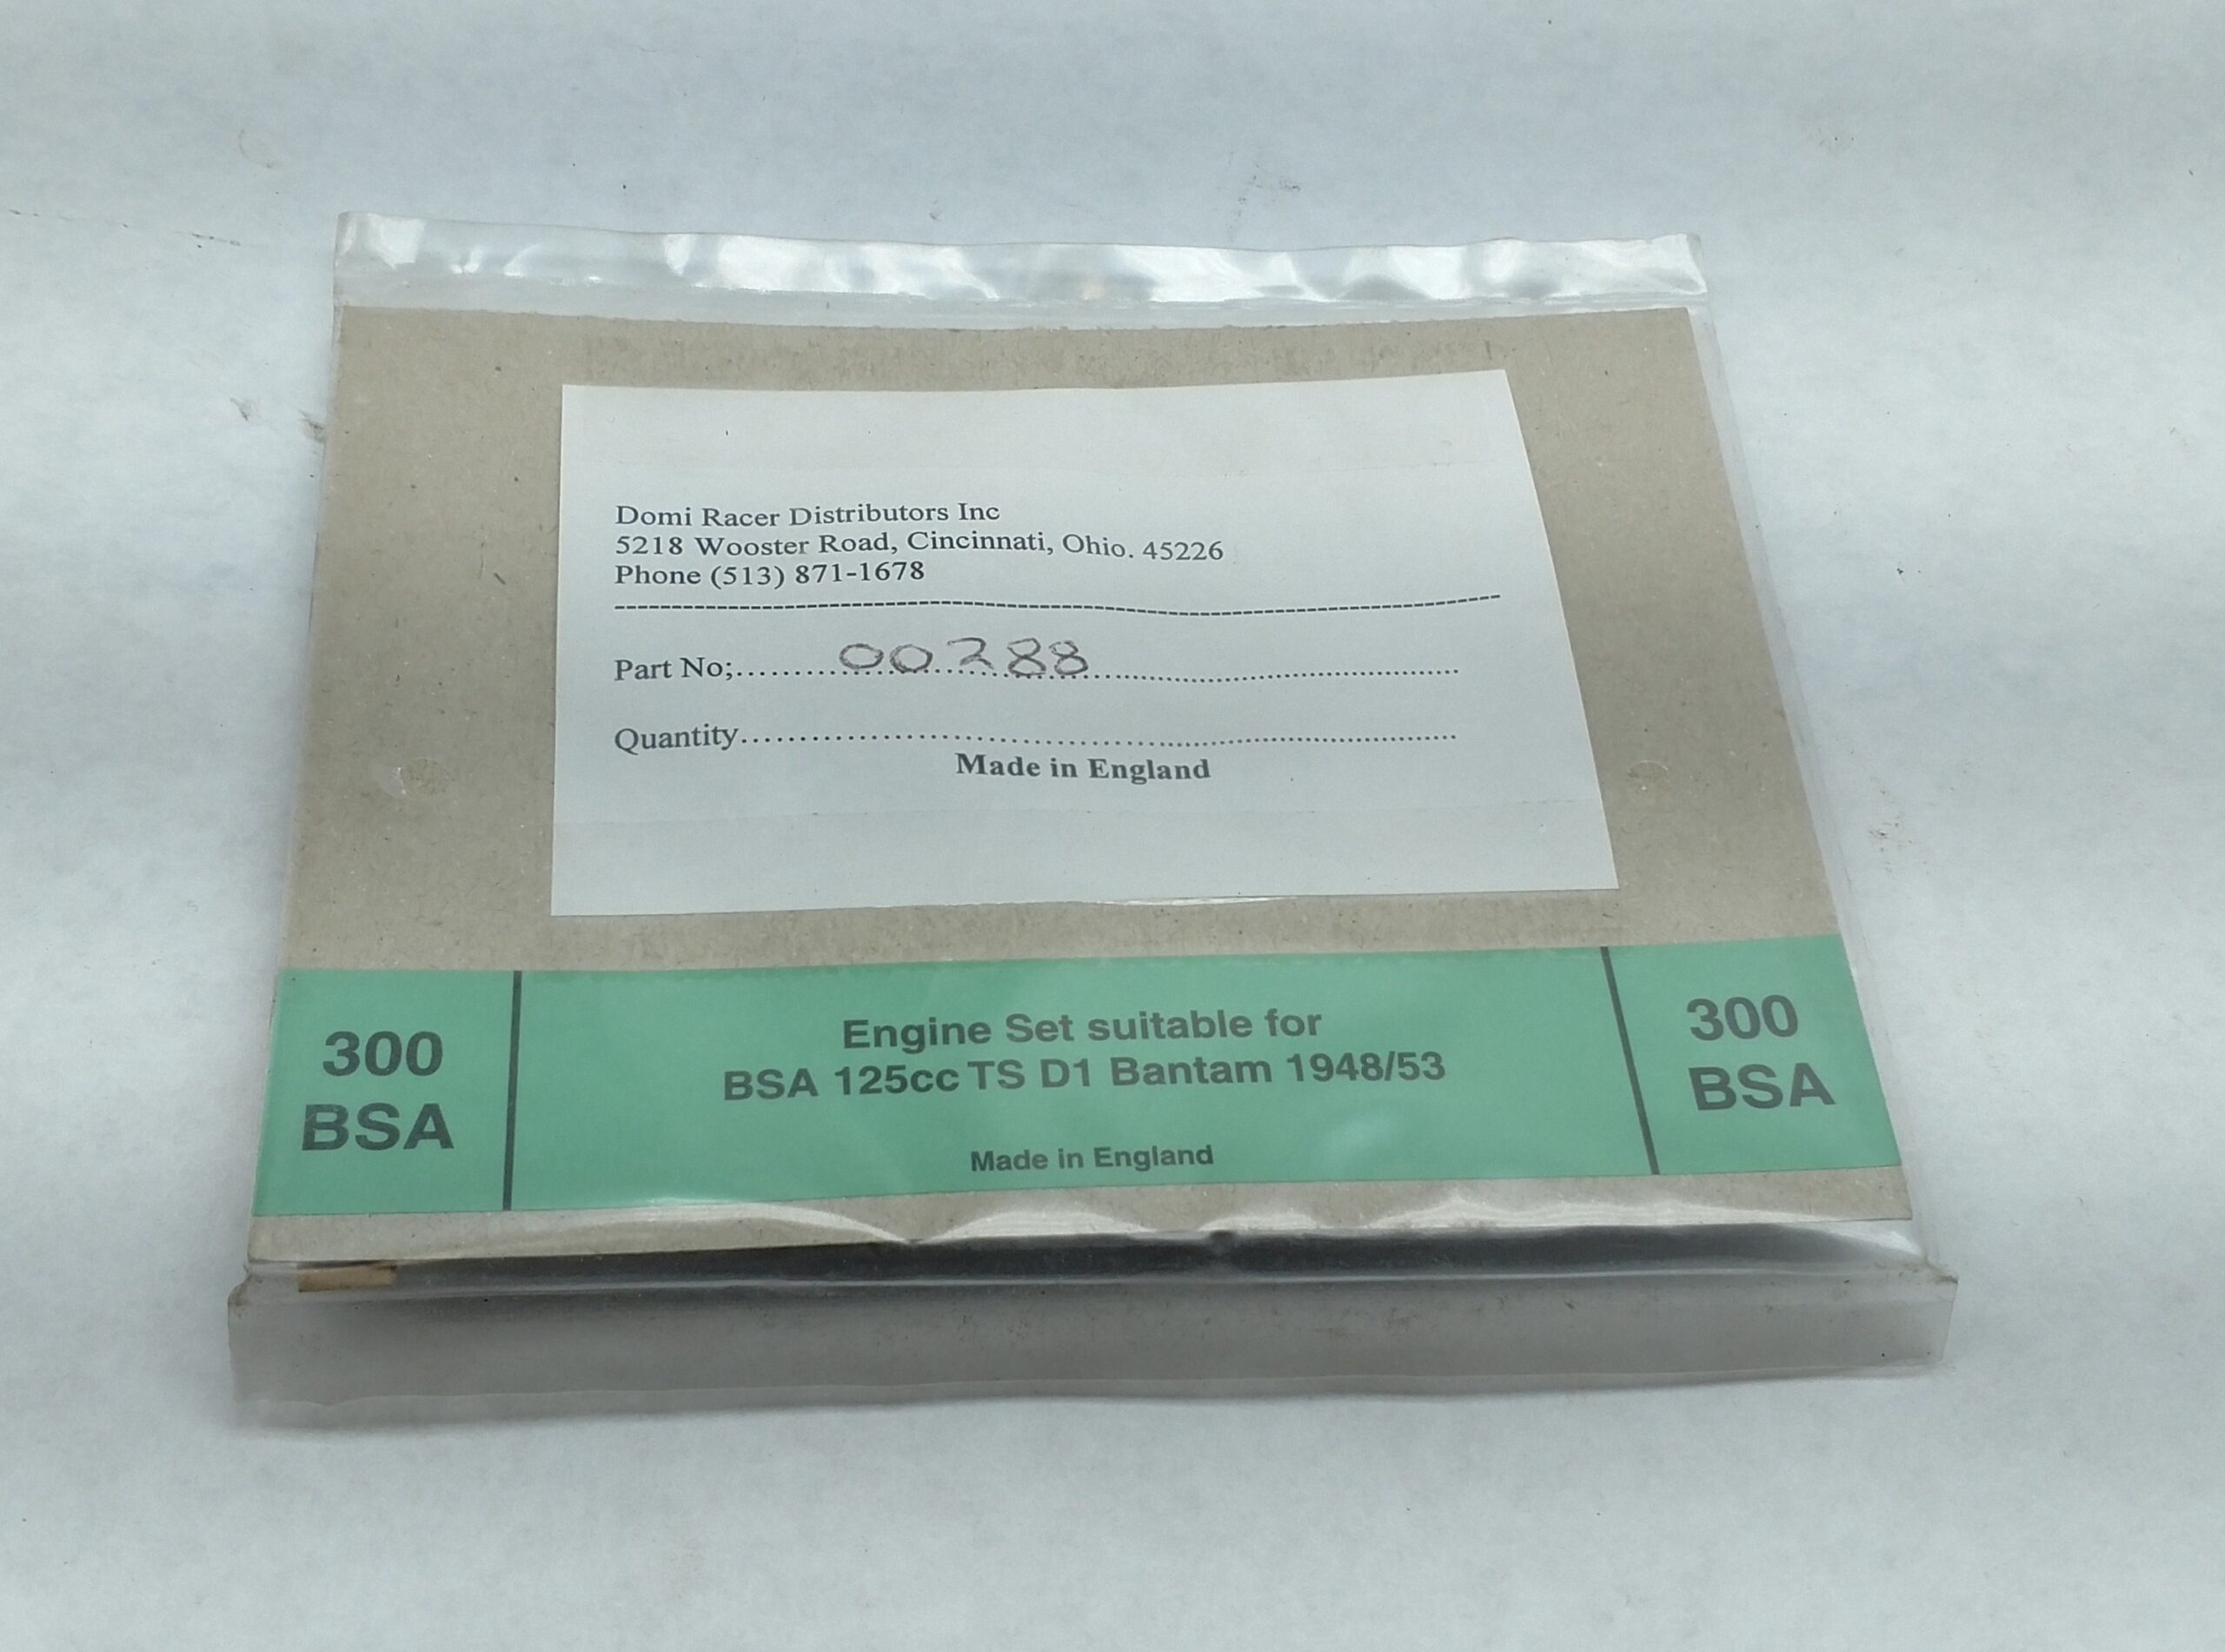 Domi Racer Distributors Inc
5218 Wooster Road, Cincinnati, Ohio. 45226
Phone (513) 871-1678
Part No;.........00288
Quantity
Made in England
300
BSA
Engine Set suitable for
BSA 125cc TS D1 Bantam 1948/53
Made in England
300
BSA